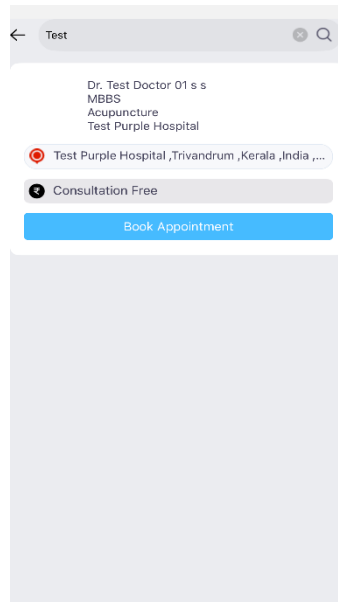 Test
Dr. Test Doctor 01 s s
MBBS
Acupuncture
Test Purple Hospital
Test Purple Hospital ,Trivandrum ,Kerala ,India ,...
₹ Consultation Free
Book Appointment